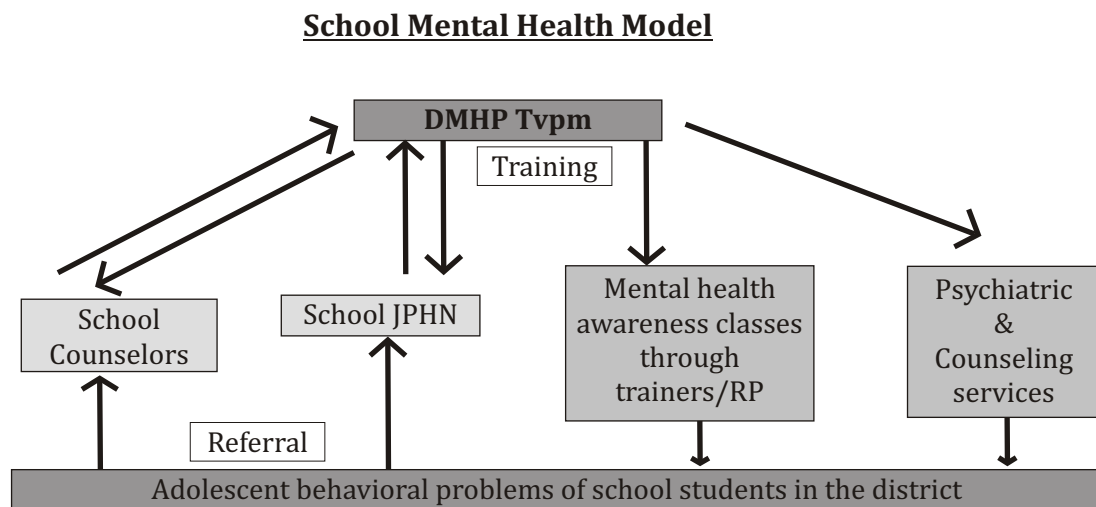 School Mental Health Model
DMHP Tvpm
Training
School
Counselors
School JPHN
Mental health
awareness classes
through
trainers/RP
Psychiatric
&
Counseling
services
Referral
Adolescent behavioral problems of school students in the district